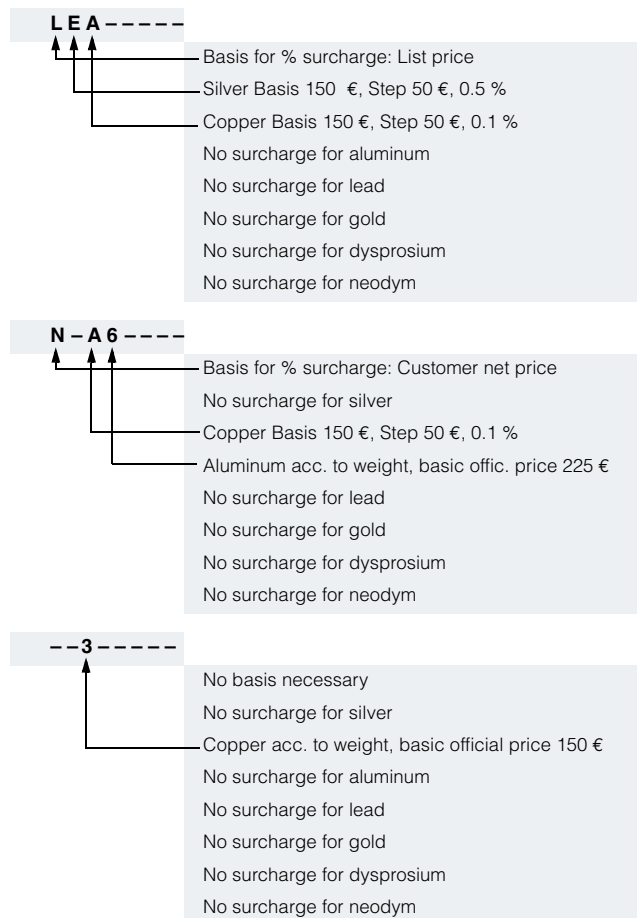 L E A – – – – –
Basis for % surcharge: List price
Silver Basis 150 €, Step 50 €, 0.5 %
Copper Basis 150 €, Step 50 €, 0.1 %
No surcharge for aluminum
No surcharge for lead
No surcharge for gold
No surcharge for dysprosium
No surcharge for neodym
N – A 6 – – – –
Basis for % surcharge: Customer net price
No surcharge for silver
Copper Basis 150 €, Step 50 €, 0.1 %
Aluminum acc. to weight, basic offic. price 225 €
No surcharge for lead
No surcharge for gold
No surcharge for dysprosium
No surcharge for neodym
– – 3 – – – – –
No basis necessary
No surcharge for silver
Copper acc. to weight, basic official price 150 €
No surcharge for aluminum
No surcharge for lead
No surcharge for gold
No surcharge for dysprosium
No surcharge for neodym